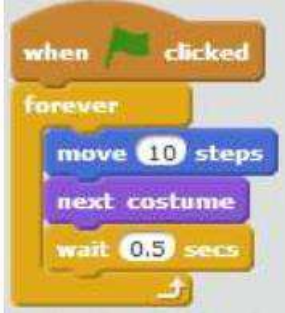 when clicked
forever
move 10 steps
next costume
wait 0.5 secs